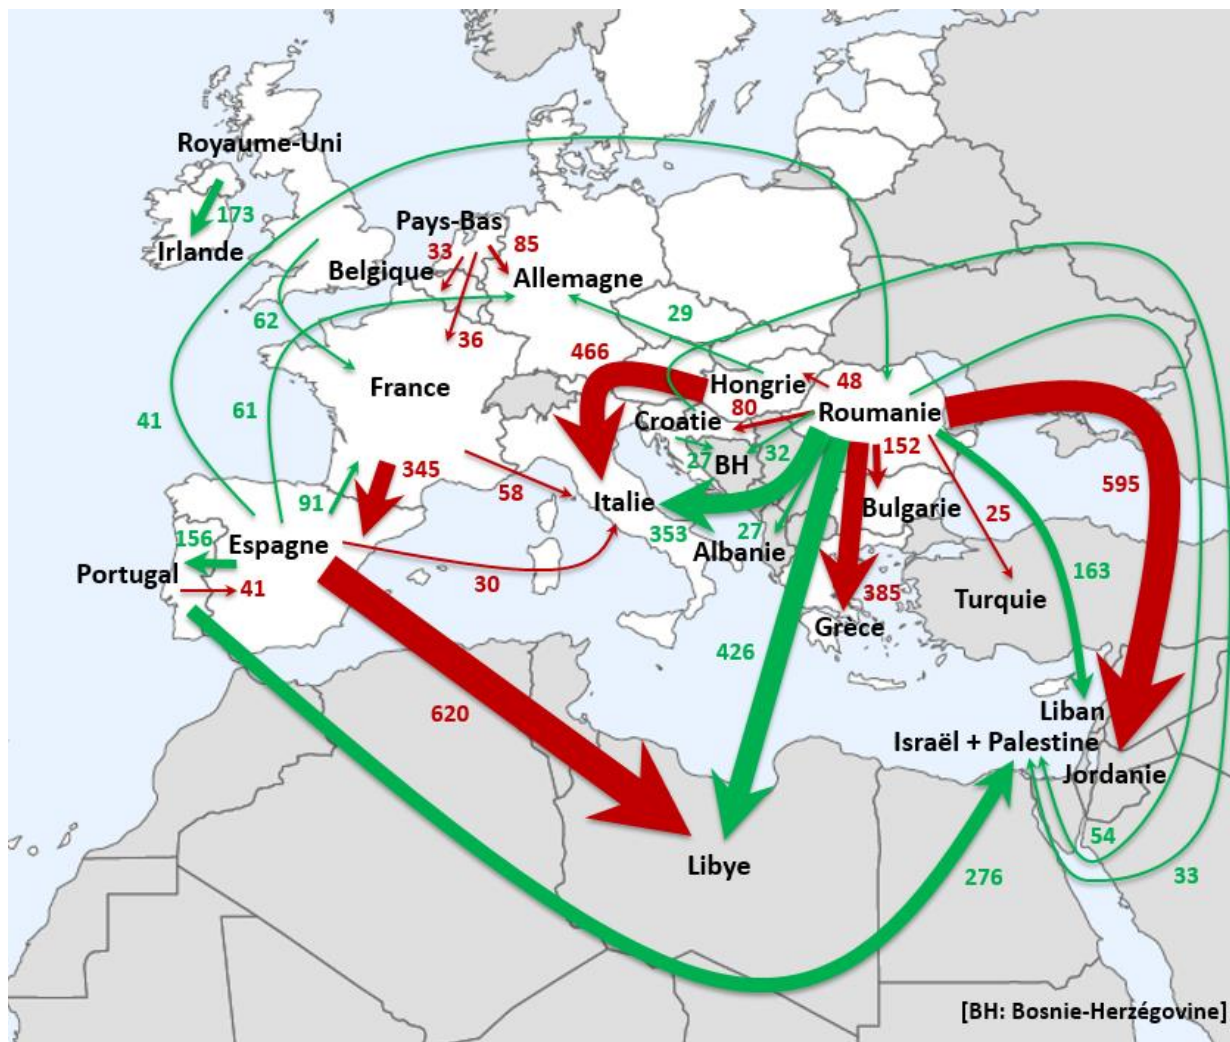 Royaume-Uni
173
Irlande
Pays-Bas
33
85
Belgique
Allemagne
62
36
29
466
France
Hongrie
48
41
61
Croatie
80
Roumanie
27
BH
32
152
345
58
Italie
Bulgarie
25
595
91
156
Espagne
353
27
Albanie
163
Portugal
41
30
385
Turquie
Grèce
426
620
Liban
Israël + Palestine
Jordanie
54
Libye
276
33
[BH: Bosnie-Herzégovine]